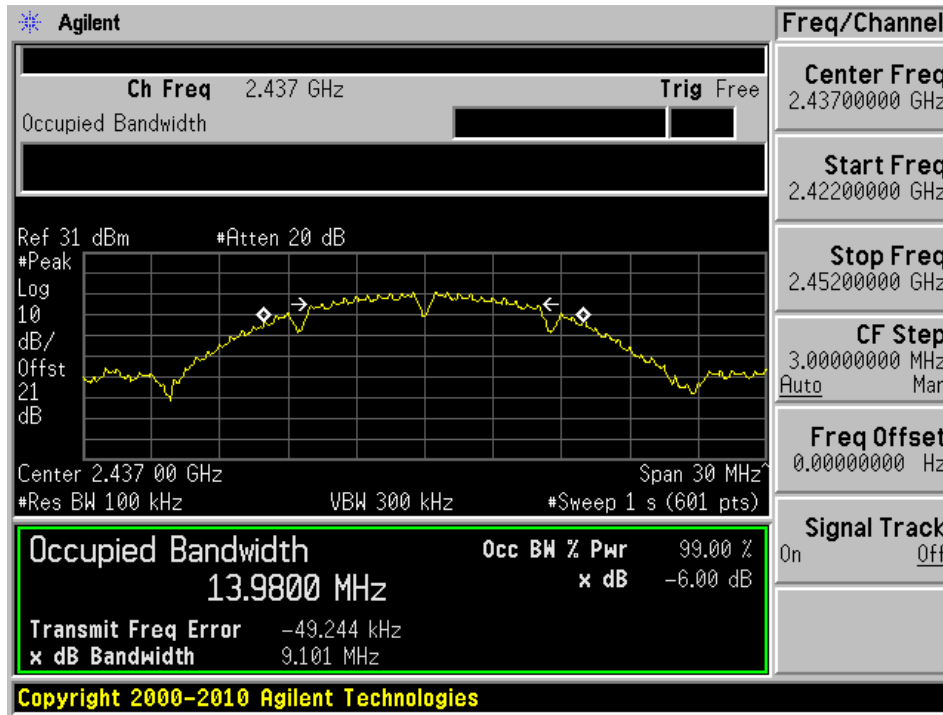 Agilent
Freq/Channel
Ch Freq 2.437 GHz Trig Free
Occupied Bandwidth
Center Freq
2.43700000 GHz
Start Freq
2.42200000 GHz
Stop Freq
2.45200000 GHz
CF Step
3.00000000 MHz
Auto Man
Freq Offset
0.00000000 Hz
Signal Track
On Off
Ref 31 dBm #Atten 20 dB
#Peak
Log
10
dB/
Offst
21
dB
Center 2.437 00 GHz Span 30 MHz^
#Res BW 100 kHz VBW 300 kHz #Sweep 1 s (601 pts)
Occupied Bandwidth Occ BW % Pwr 99.00 %
13.9800 MHz x dB -6.00 dB
Transmit Freq Error -49.244 kHz
x dB Bandwidth 9.101 MHz
Copyright 2000-2010 Agilent Technologies